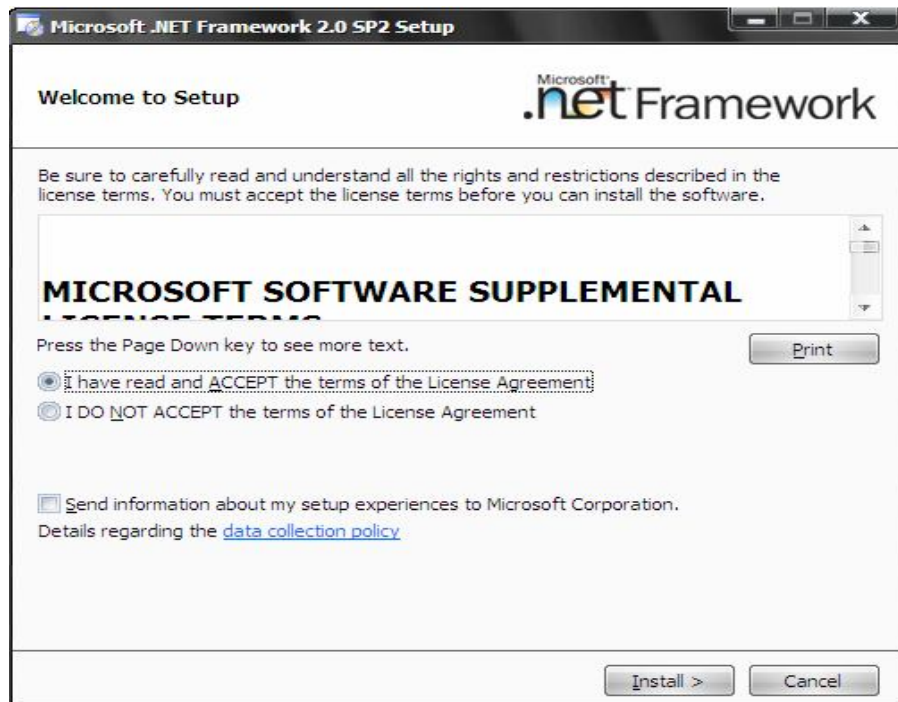 Microsoft .NET Framework 2.0 SP2 Setup
Welcome to Setup
Microsoft
.net Framework
Be sure to carefully read and understand all the rights and restrictions described in the
license terms. You must accept the license terms before you can install the software.
MICROSOFT SOFTWARE SUPPLEMENTAL
LICENSE TERMS
Press the Page Down key to see more text.
Print
I have read and ACCEPT the terms of the License Agreement
I DO NOT ACCEPT the terms of the License Agreement
Send information about my setup experiences to Microsoft Corporation.
Details regarding the data collection policy
Install >
Cancel